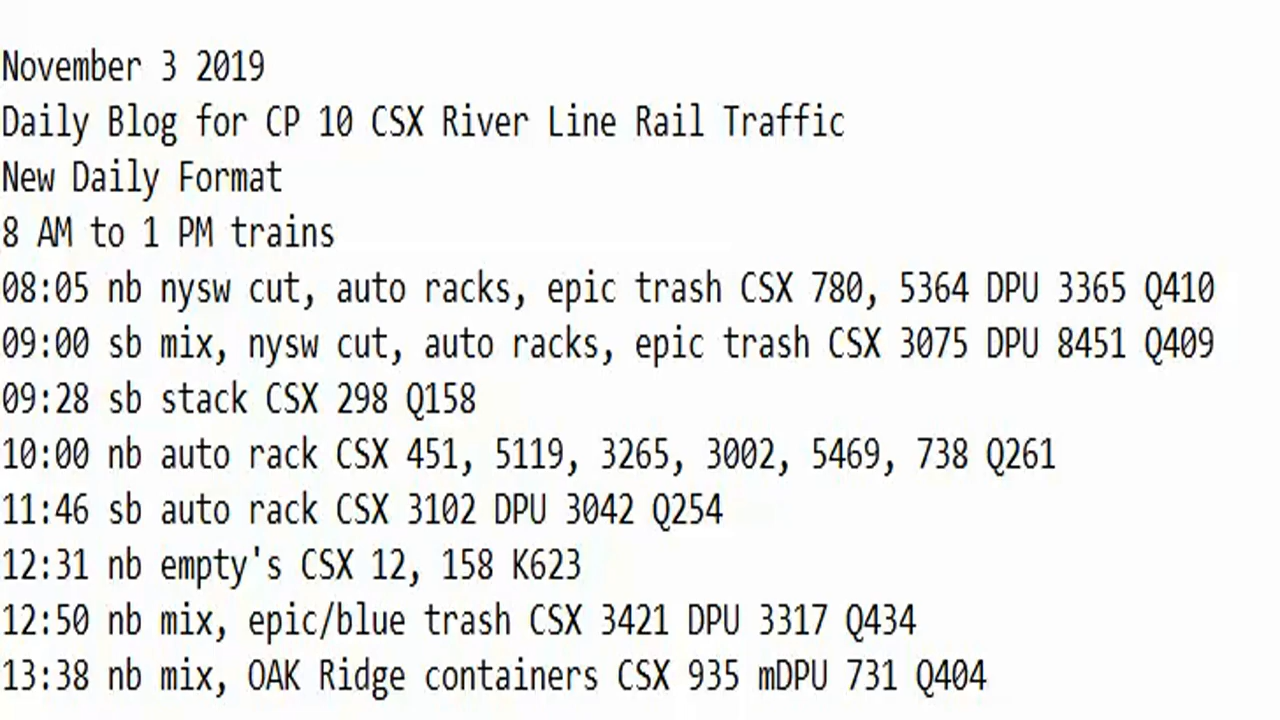 November 3 2019
Daily Blog for CP 10 CSX River Line Rail Traffic
New Daily Format
8 AM to 1 PM trains
08:05 nb nysw cut, auto racks, epic trash CSX 780, 5364 DPU 3365 Q410
09:00 sb mix, nysw cut, auto racks, epic trash CSX 3075 DPU 8451 Q409
09:28 sb stack CSX 298 Q158
10:00 nb auto rack CSX 451, 5119, 3265, 3002, 5469, 738 Q261
11:46 sb auto rack CSX 3102 DPU 3042 Q254
12:31 nb empty's CSX 12, 158 K623
12:50 nb mix, epic/blue trash CSX 3421 DPU 3317 Q434
13:38 nb mix, OAK Ridge containers CSX 935 mDPU 731 Q404